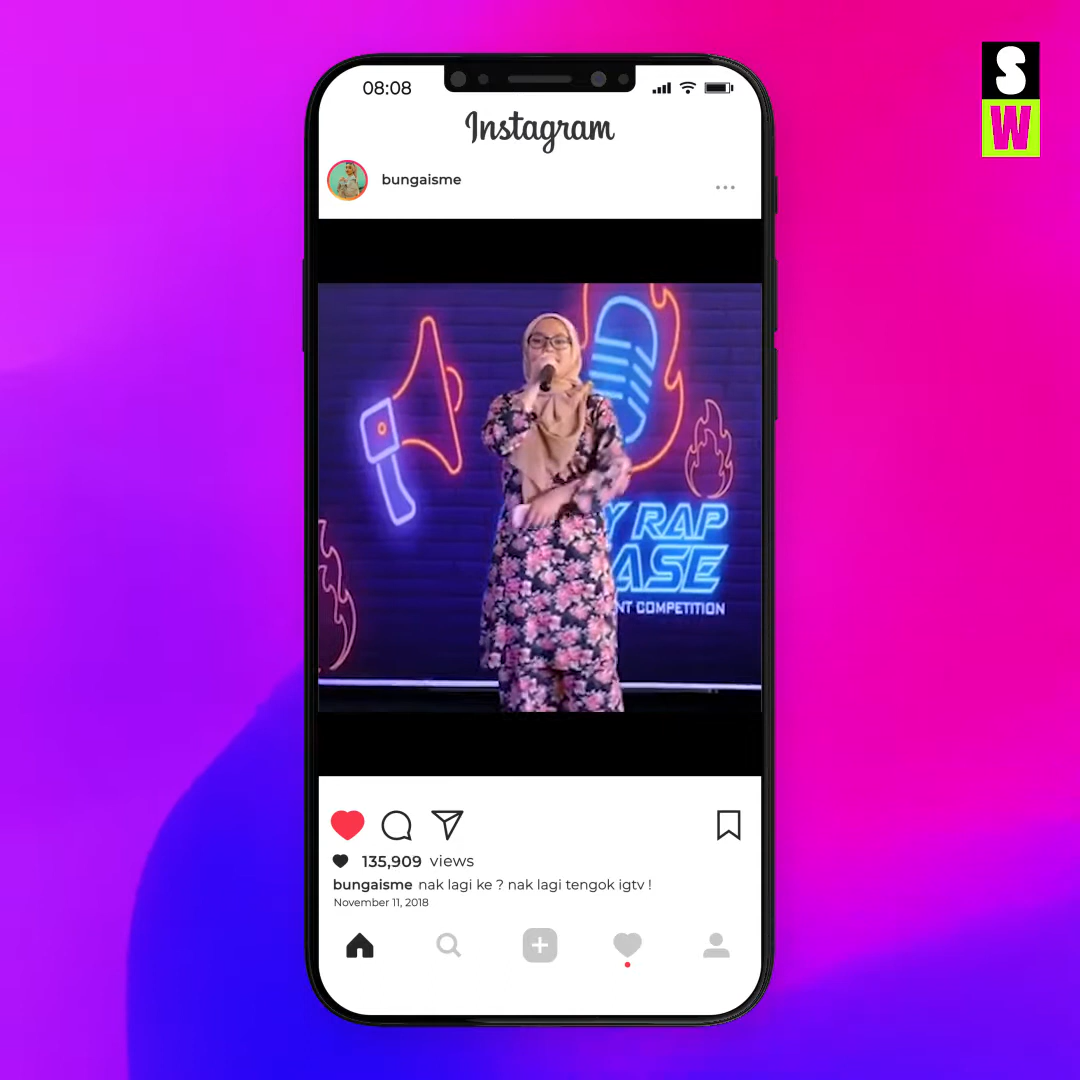 S
W
08:08
Instagram
bungaisme
Y RAP
ASE
NT COMPETITION
135,909 views
bungaisme nak lagi ke ? nak lagi tengok igtv !
November 11, 2018